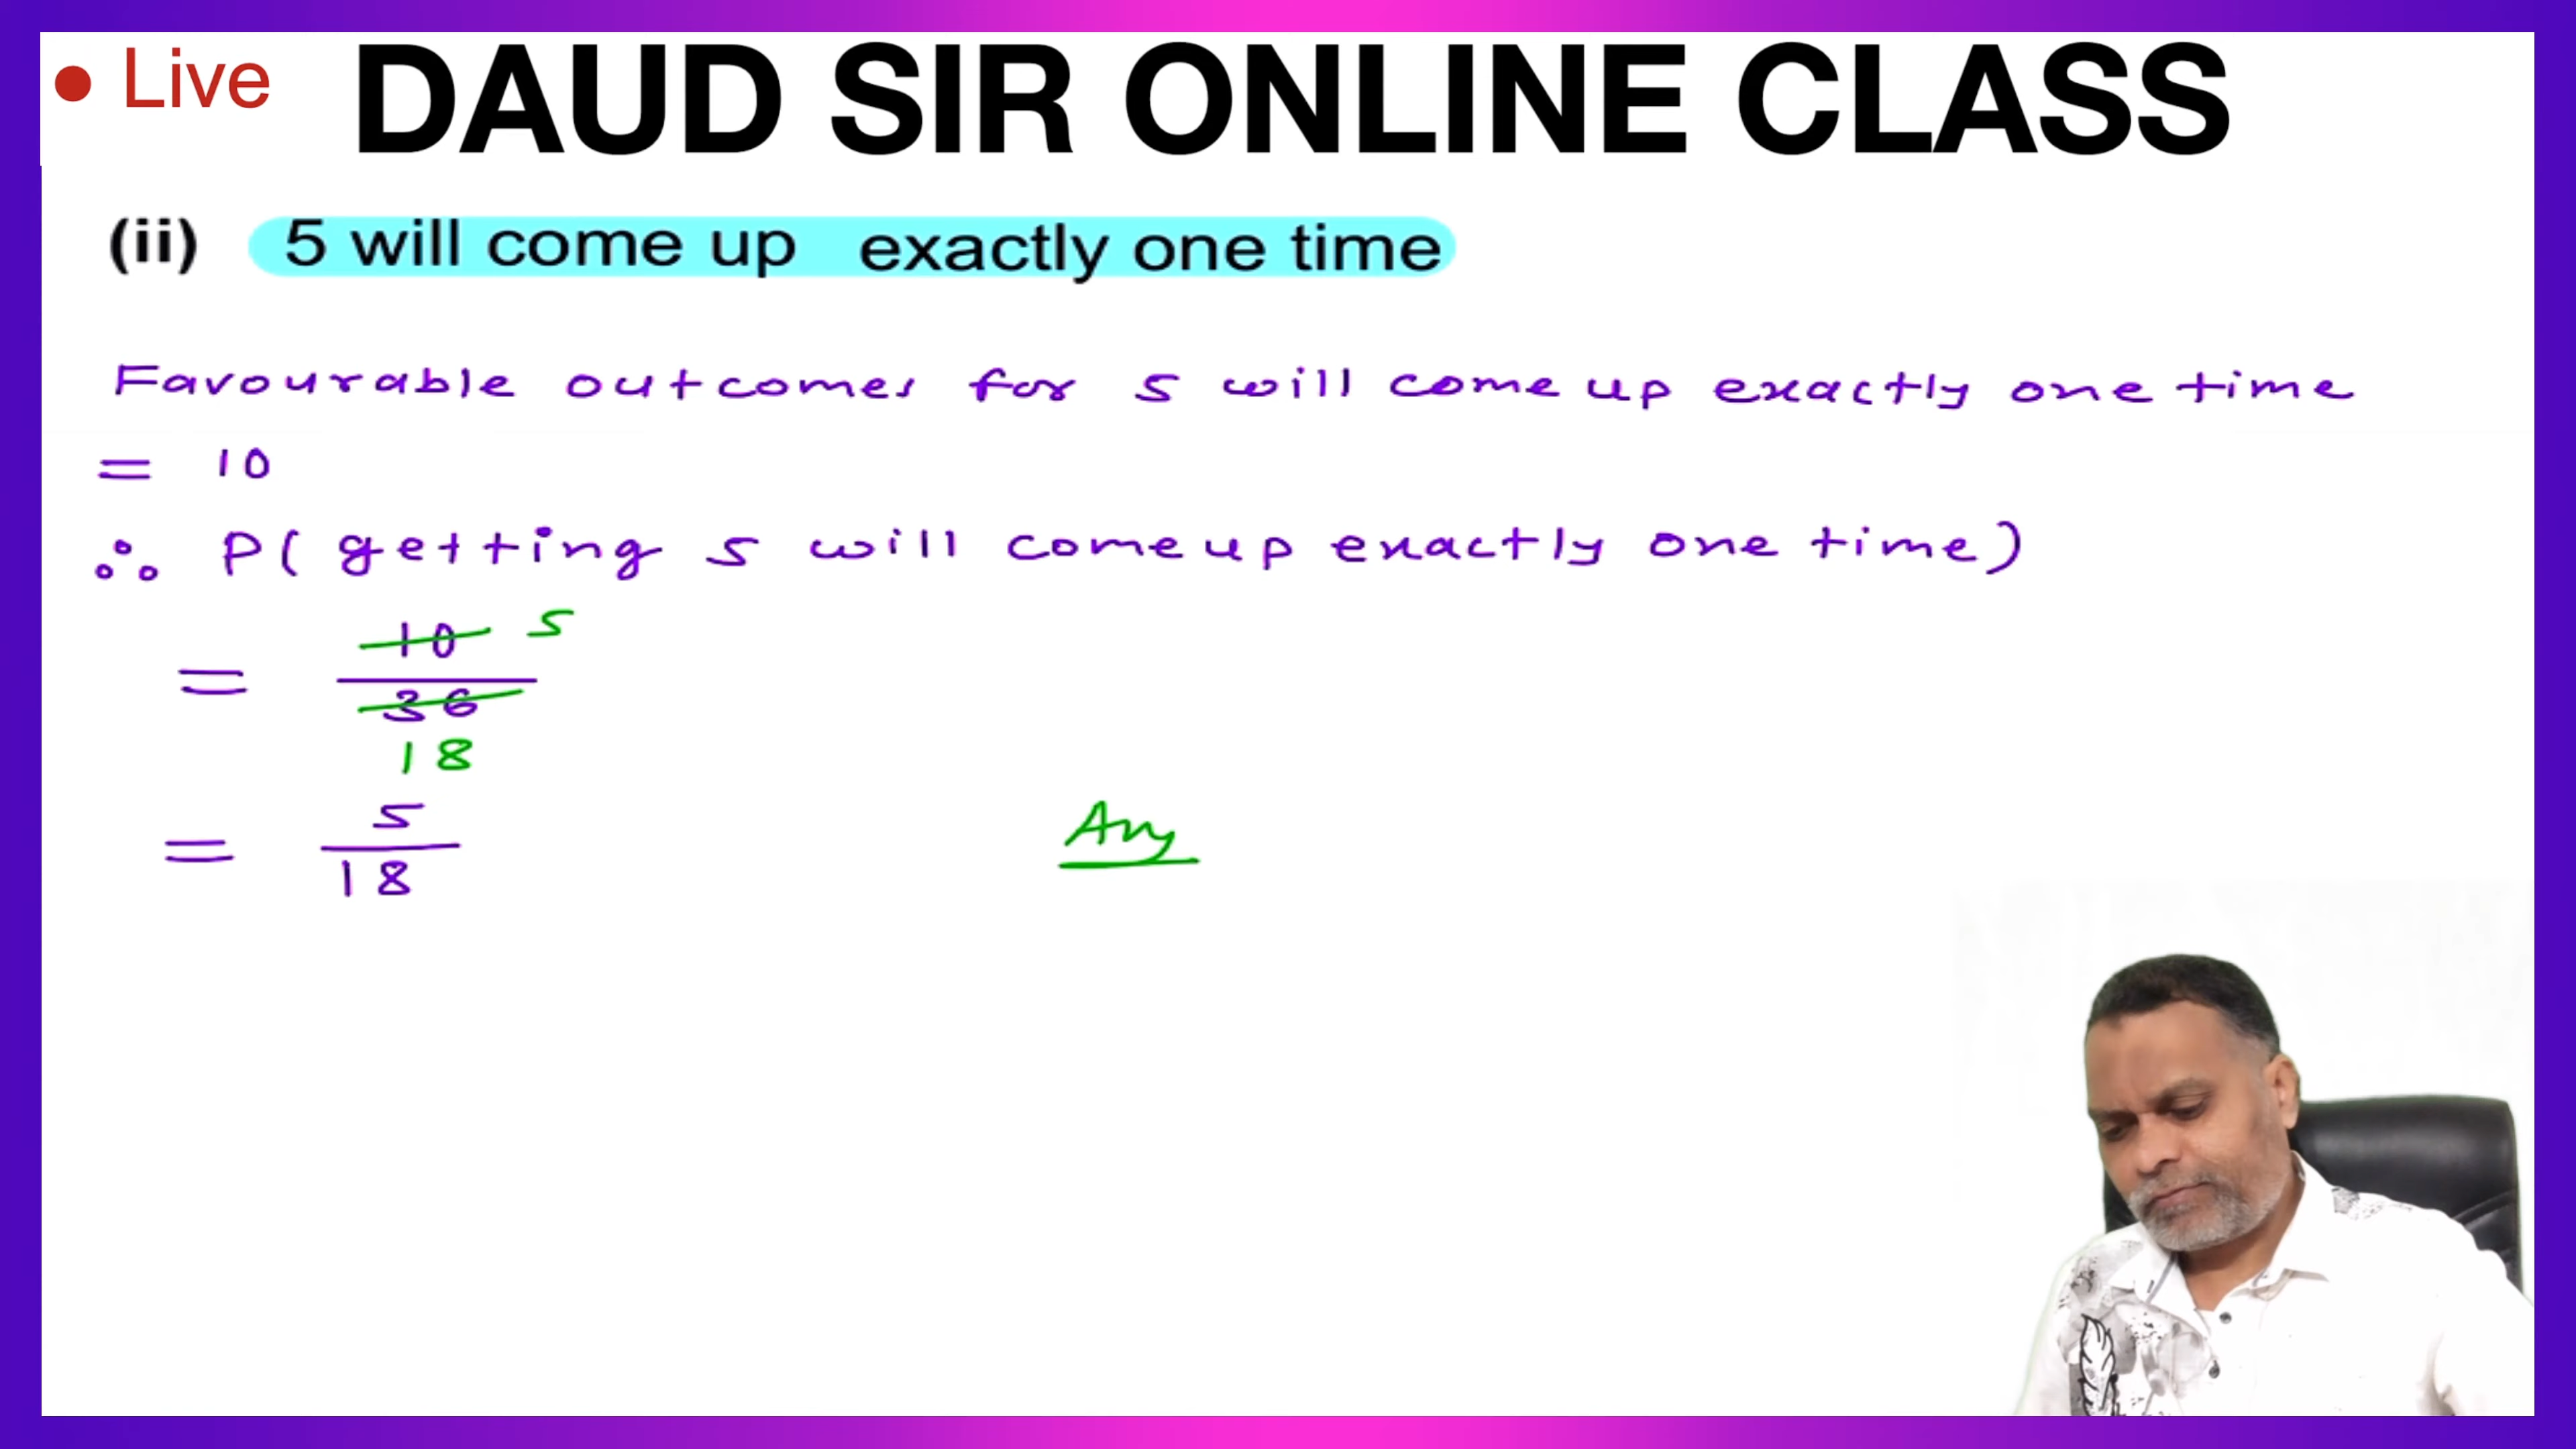 • Live DAUD SIR ONLINE CLASS
(ii) 5 will come up exactly one time
Favourable outcomes for 5 will come up exactly one time
= 10
∴ P( getting 5 will come up exactly one time)
= 10/36 5 18
= 5/18 Ans